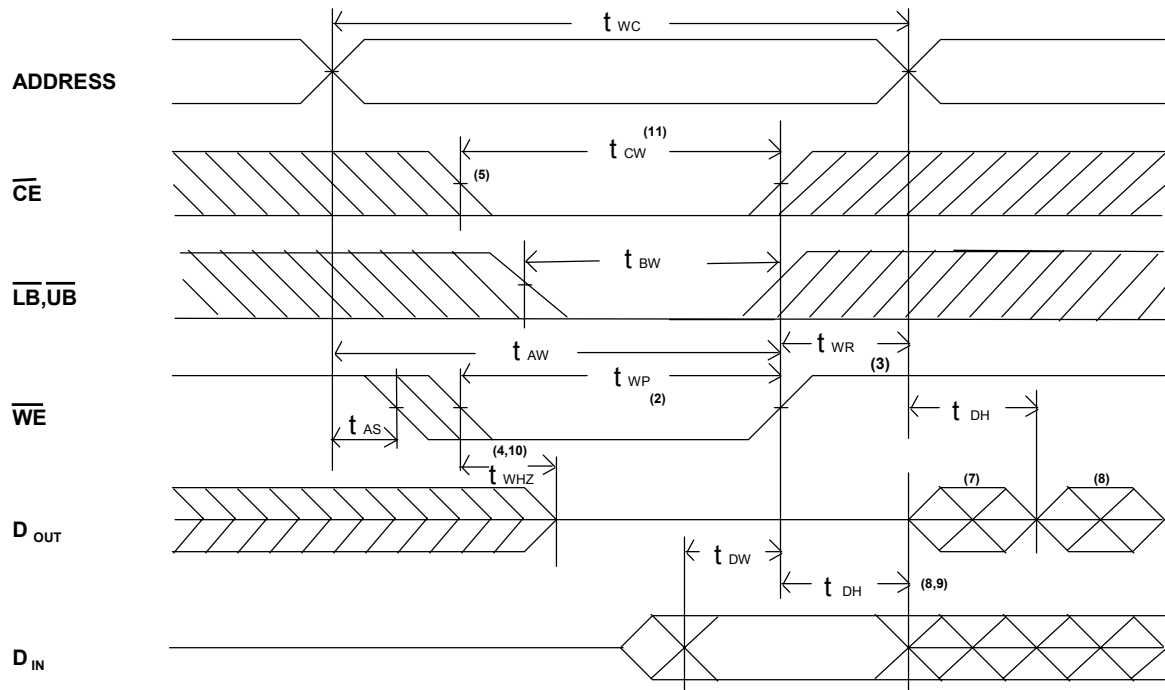 t WC
ADDRESS
t CW (11)
CE (5)
t BW
LB,UB
t AW
t WR
t WP (2)
(3)
WE
t AS
t DH
(4,10)
t WHZ
(7) (8)
D OUT
t DW
t DH (8,9)
D IN